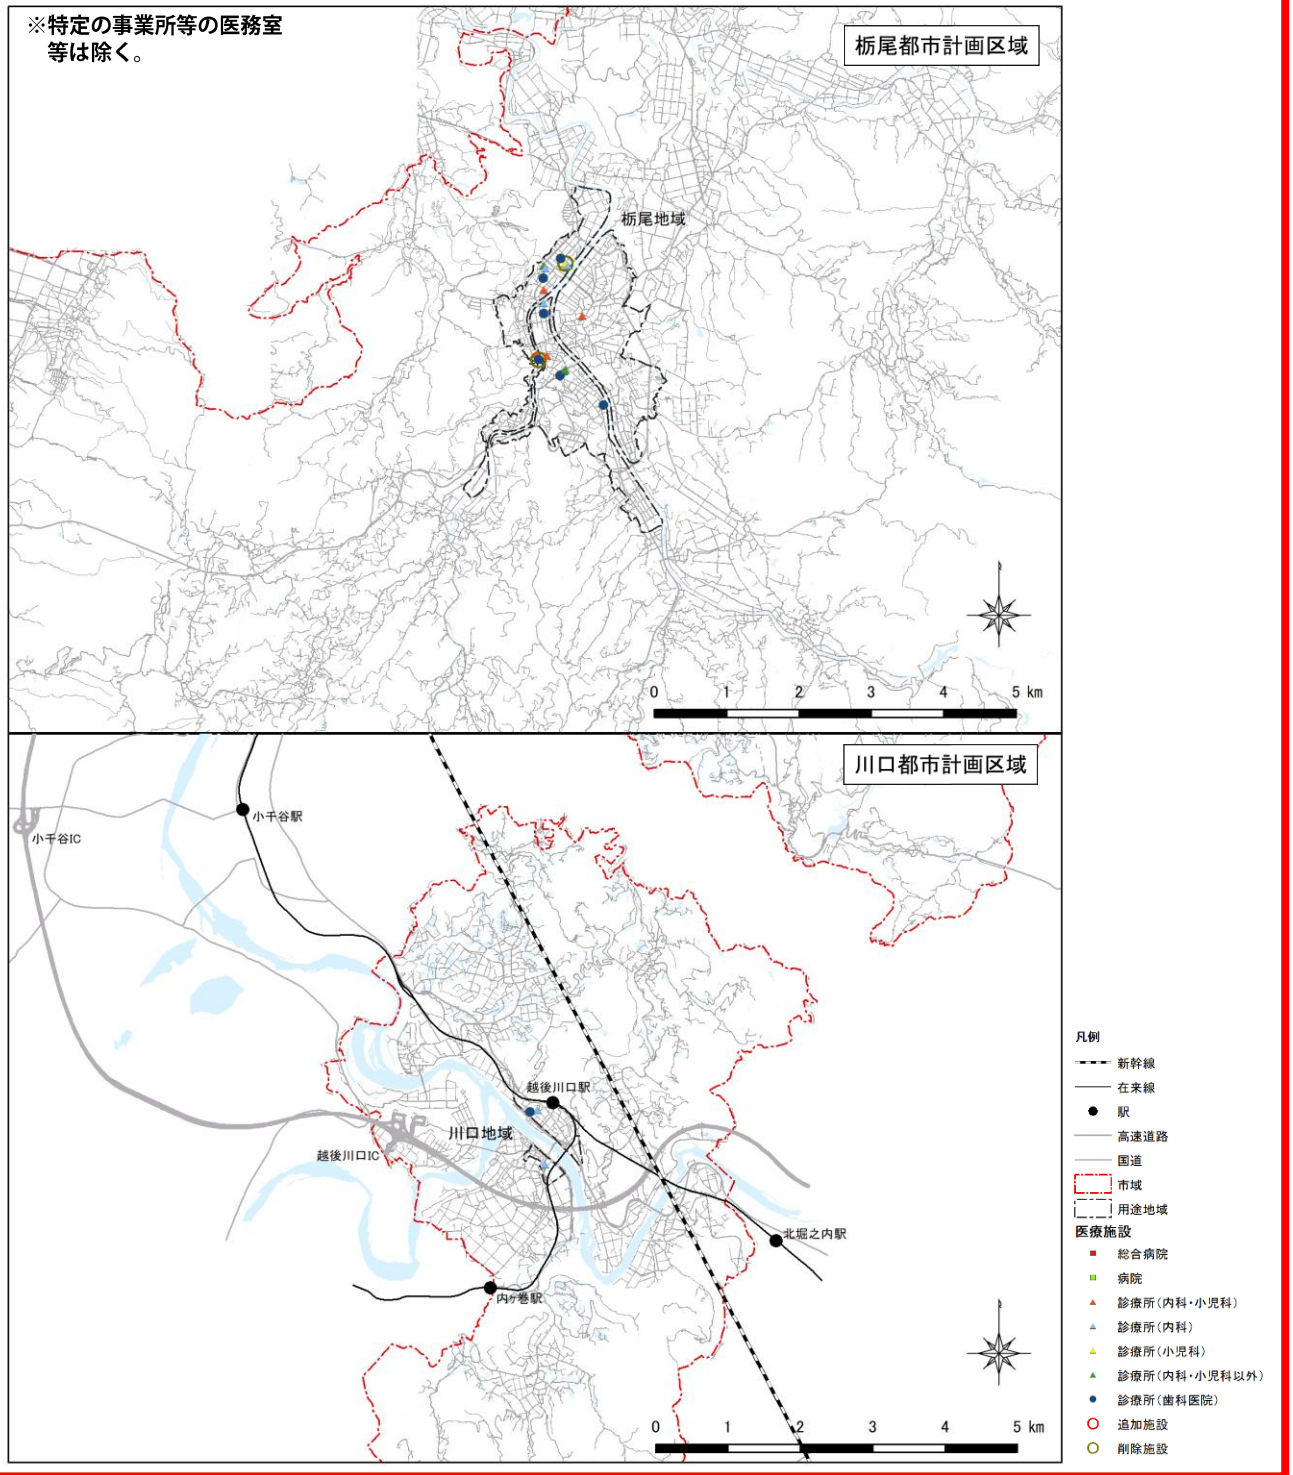 ※特定の事業所等の医務室
等は除く。
栃尾都市計画区域
栃尾地域
0 1 2 3 4 5 km
川口都市計画区域
小千谷駅
小千谷IC
越後川口駅
川口地域
越後川口IC
北堀之内駅
内ヶ巻駅
0 1 2 3 4 5 km
凡例
新幹線
在来線
駅
高速道路
国道
市域
用途地域
医療施設
総合病院
病院
診療所(内科・小児科)
診療所(内科)
診療所(小児科)
診療所(内科・小児科以外)
診療所(歯科医院)
追加施設
削除施設